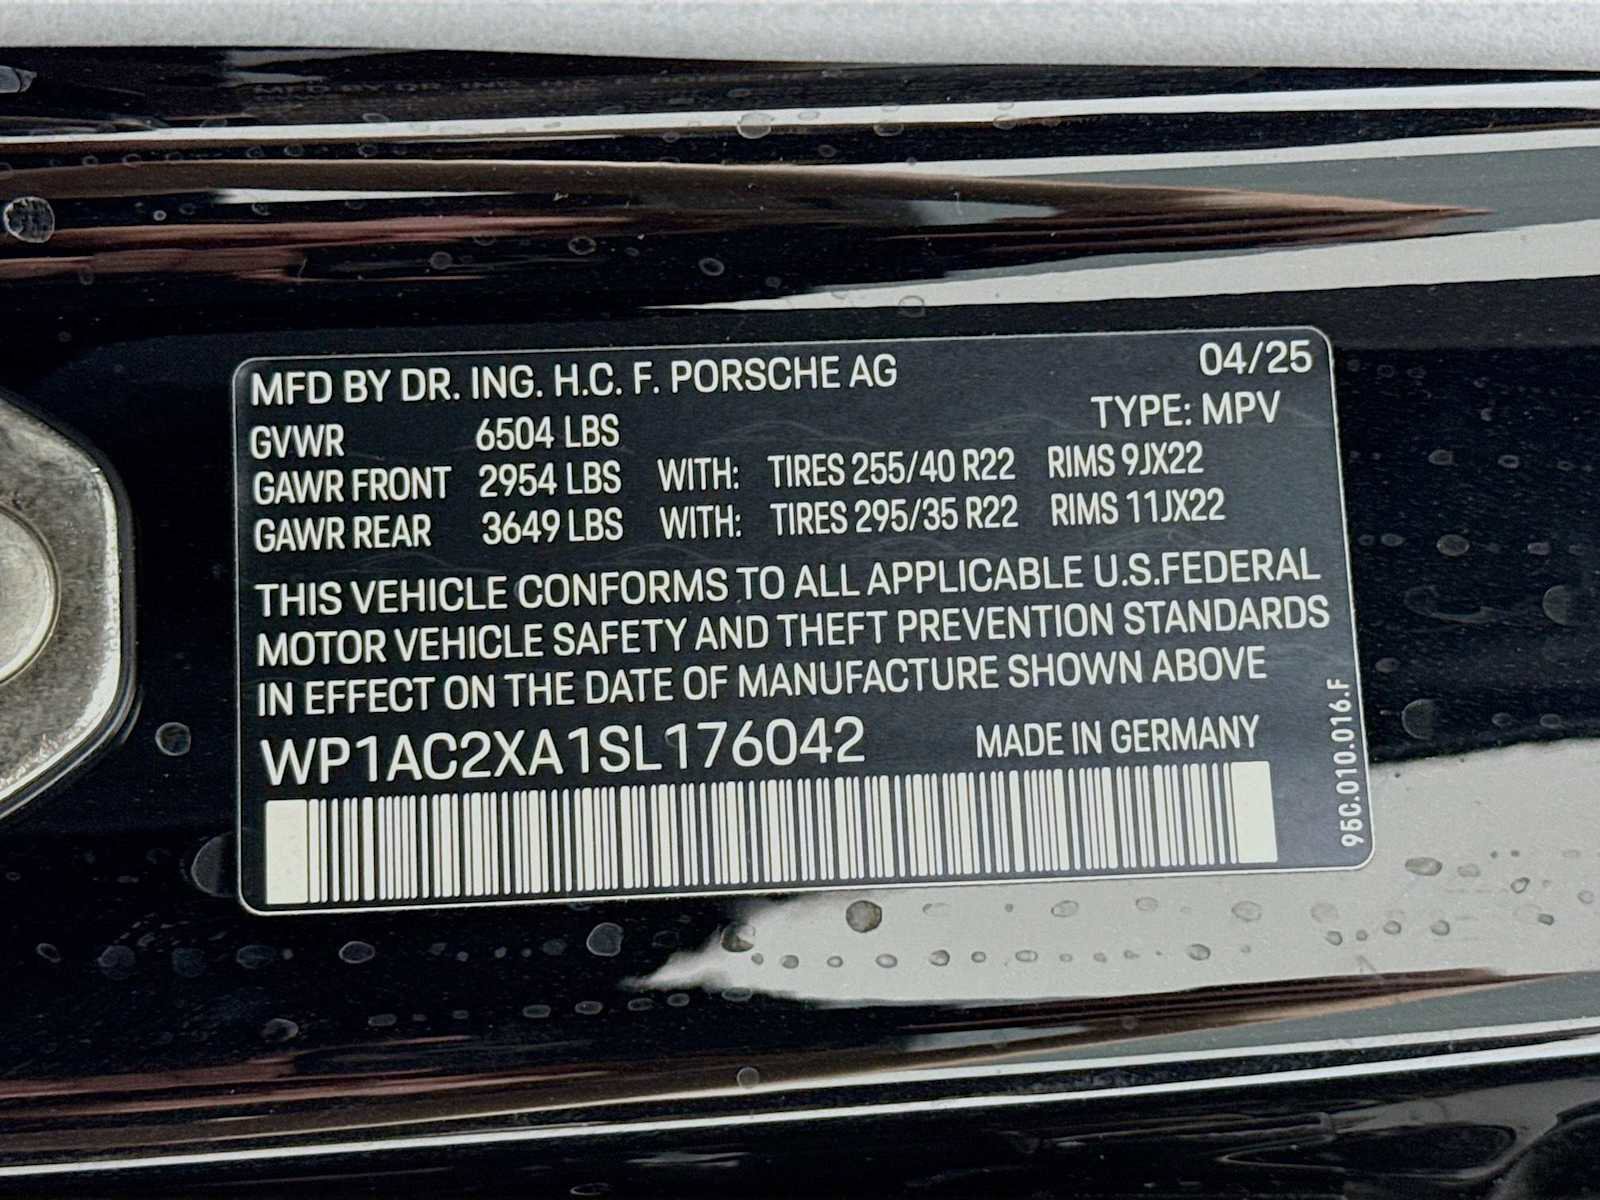 MFD BY DR. ING. H.C. F. PORSCHE AG 04/25
TYPE: MPV
GVWR 6504 LBS
GAWR FRONT 2954 LBS WITH: TIRES 255/40 R22 RIMS 9JX22
GAWR REAR 3649 LBS WITH: TIRES 295/35 R22 RIMS 11JX22
THIS VEHICLE CONFORMS TO ALL APPLICABLE U.S.FEDERAL
MOTOR VEHICLE SAFETY AND THEFT PREVENTION STANDARDS
IN EFFECT ON THE DATE OF MANUFACTURE SHOWN ABOVE
WP1AC2XA1SL176042 MADE IN GERMANY
95C.010.016.F